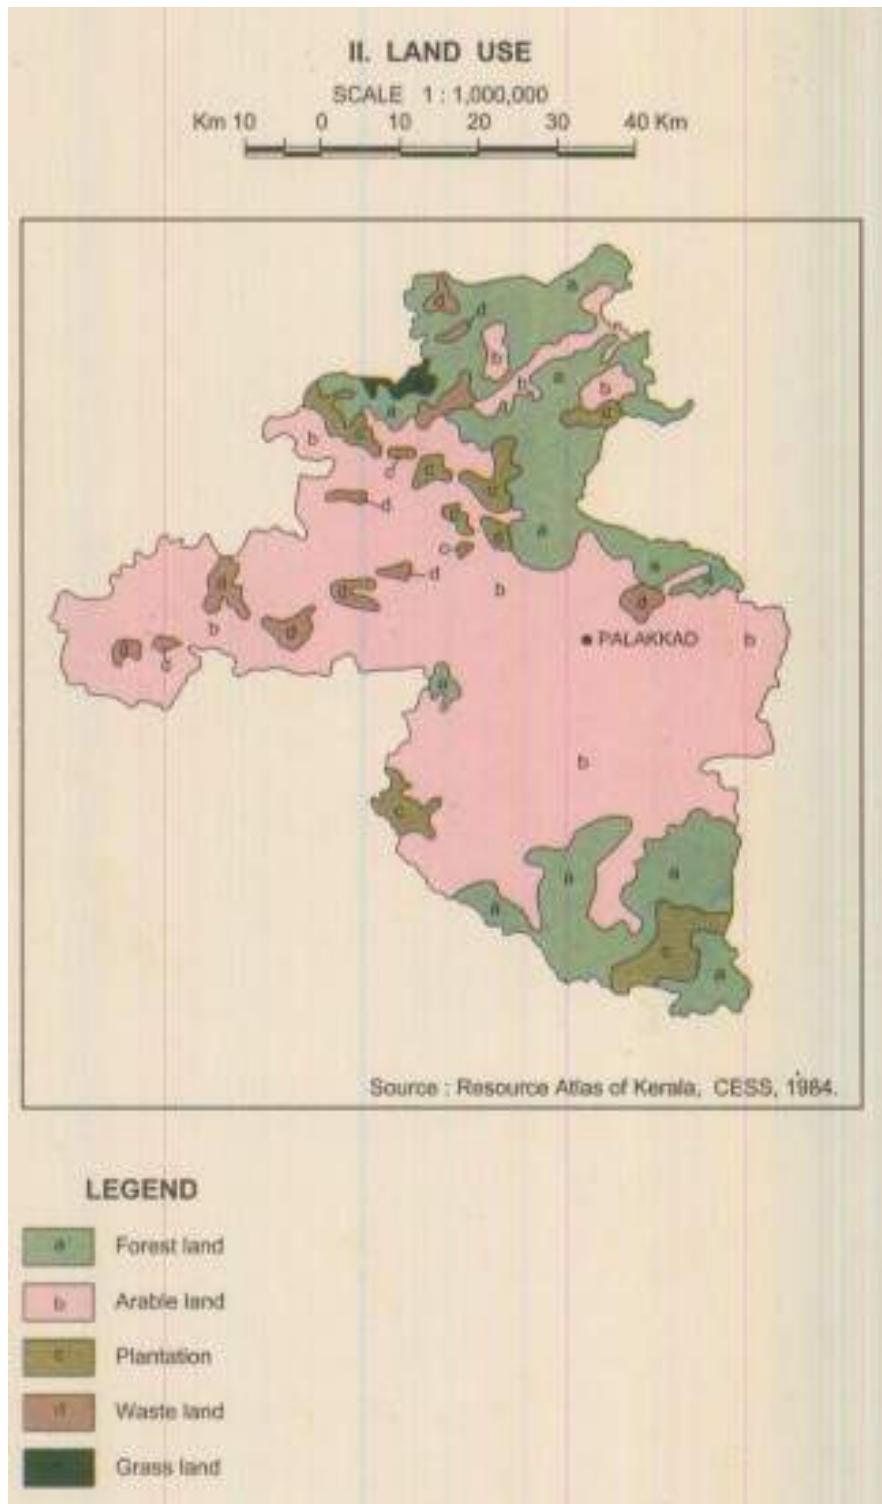 II. LAND USE
SCALE 1 : 1,000,000
Km 10 0 10 20 30 40 Km
a
d
d
b
b
a
b
a
b
c
b
c
c
c
d
a
c
a
d
d
b
d
d
b
d
d
PALAKKAD
b
a
b
c
a
a
a
c
a
Source : Resource Atlas of Kerala, CESS, 1984.
LEGEND
a Forest land
b Arable land
c Plantation
d Waste land
Grass land